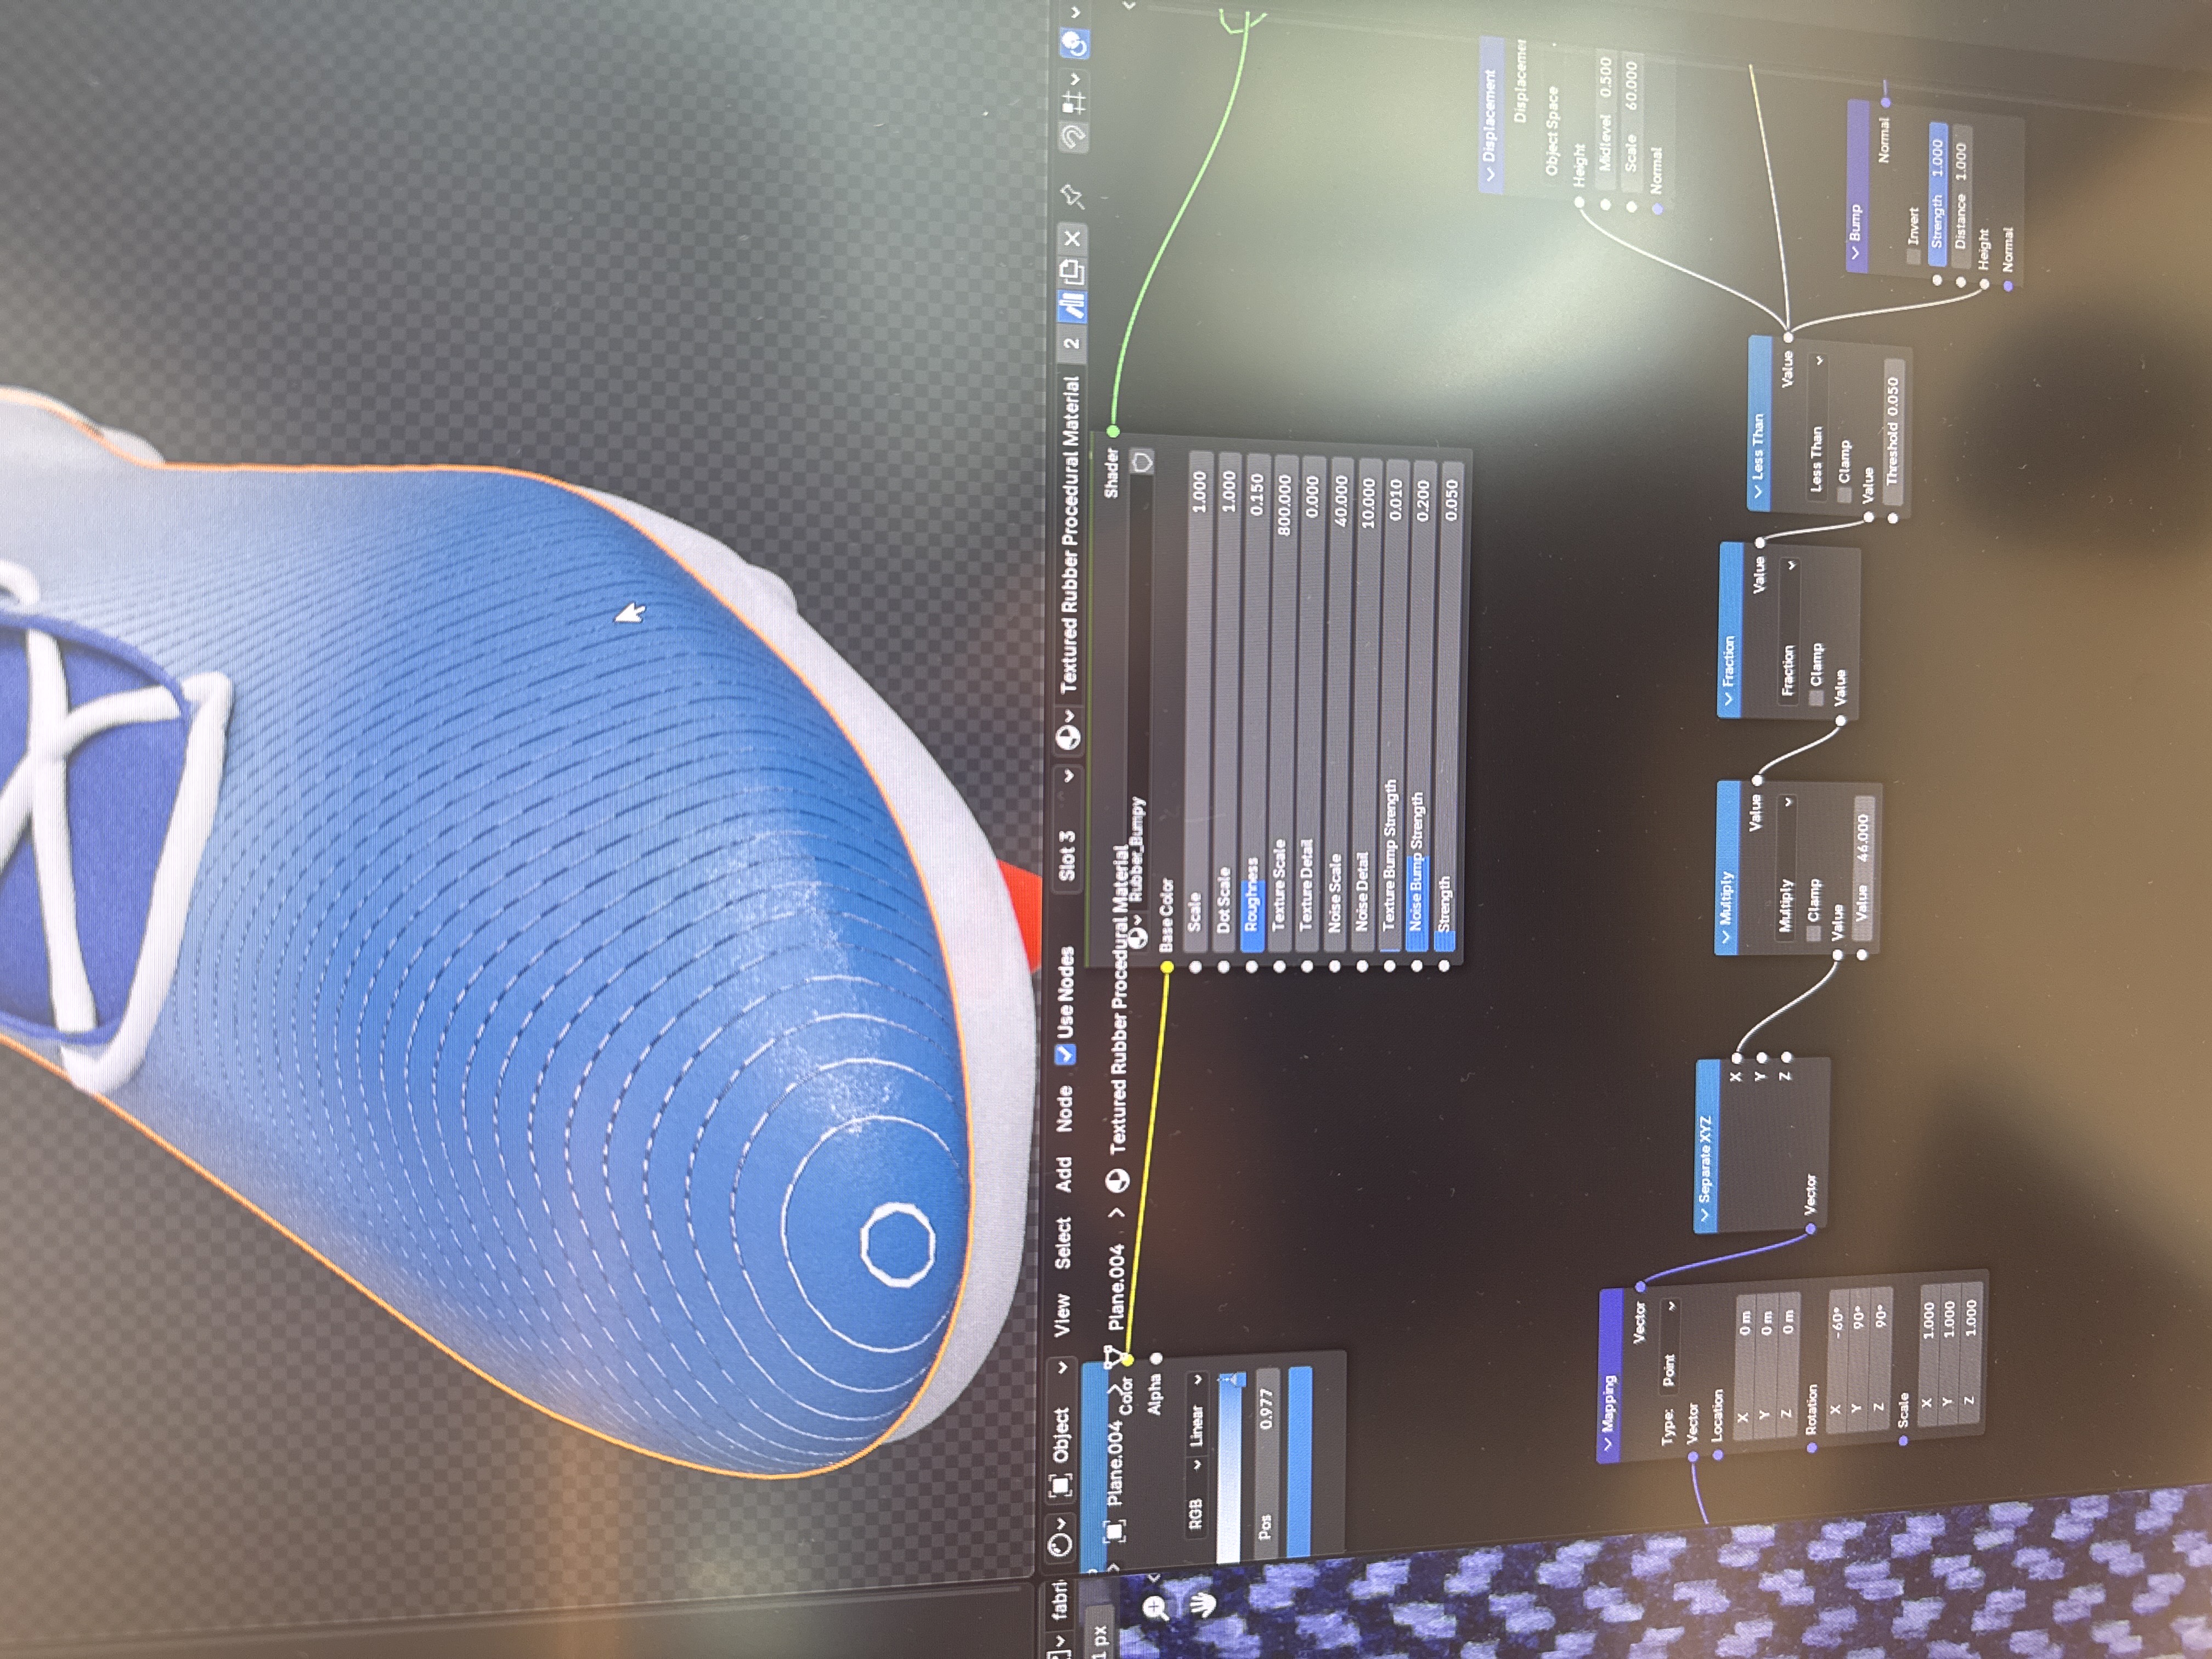 fabri
Object
View
Select
Add
Node
Use Nodes
Slot 3
Textured Rubber Procedural Material
2
1 px
Plane.004
Plane.004
Textured Rubber Procedural Material
Color
Alpha
RGB
Linear
Pos 0.977
Shader
Rubber_Bumpy
Base Color
Scale 1.000
Dot Scale 1.000
Roughness 0.150
Texture Scale 800.000
Texture Detail 0.000
Noise Scale 40.000
Noise Detail 10.000
Texture Bump Strength 0.010
Noise Bump Strength 0.200
Strength 0.050
Mapping
Vector
Type: Point
Vector
Location
X 0 m
Y 0 m
Z 0 m
Rotation
X -60°
Y 90°
Z 90°
Scale
X 1.000
Y 1.000
Z 1.000
Separate XYZ
X
Y
Z
Vector
Multiply
Value
Multiply
Clamp
Value
Value 46.000
Fraction
Value
Fraction
Clamp
Value
Less Than
Value
Less Than
Clamp
Value
Threshold 0.050
Displacement
Displacemer
Object Space
Height
Midlevel 0.500
Scale 60.000
Normal
Bump
Normal
Invert
Strength 1.000
Distance 1.000
Height
Normal